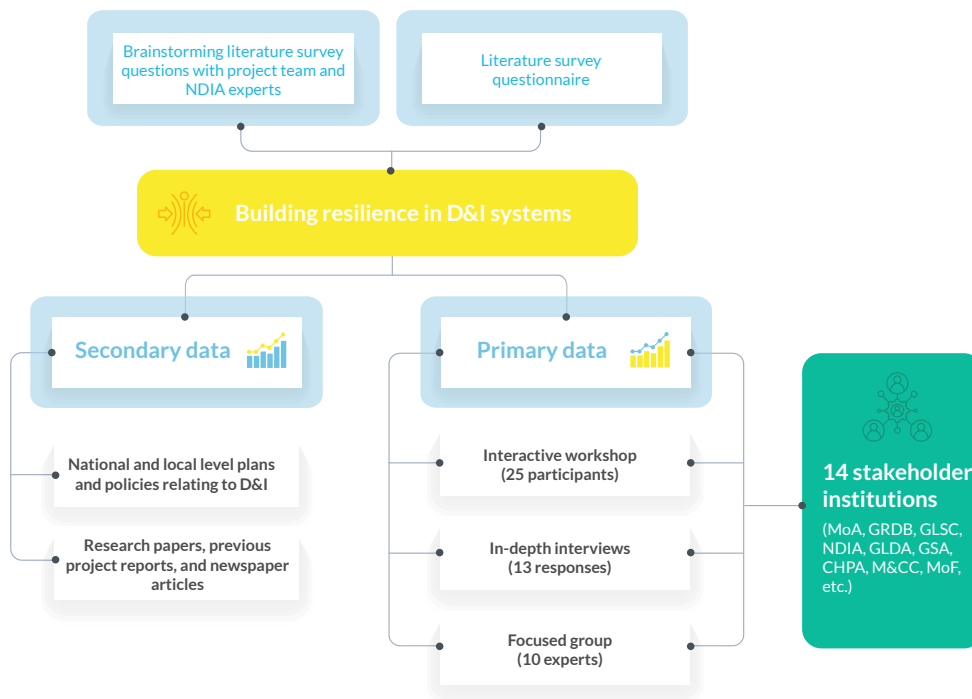 Brainstorming literature survey
questions with project team and
NDIA experts
Literature survey
questionnaire
Building resilience in D&I systems
Secondary data
Primary data
National and local level plans
and policies relating to D&I
Research papers, previous
project reports, and newspaper
articles
Interactive workshop
(25 participants)
In-depth interviews
(13 responses)
Focused group
(10 experts)
14 stakeholder
institutions
(MoA, GRDB, GLSC,
NDIA, GLDA, GSA,
CHPA, M&CC, MoF,
etc.)